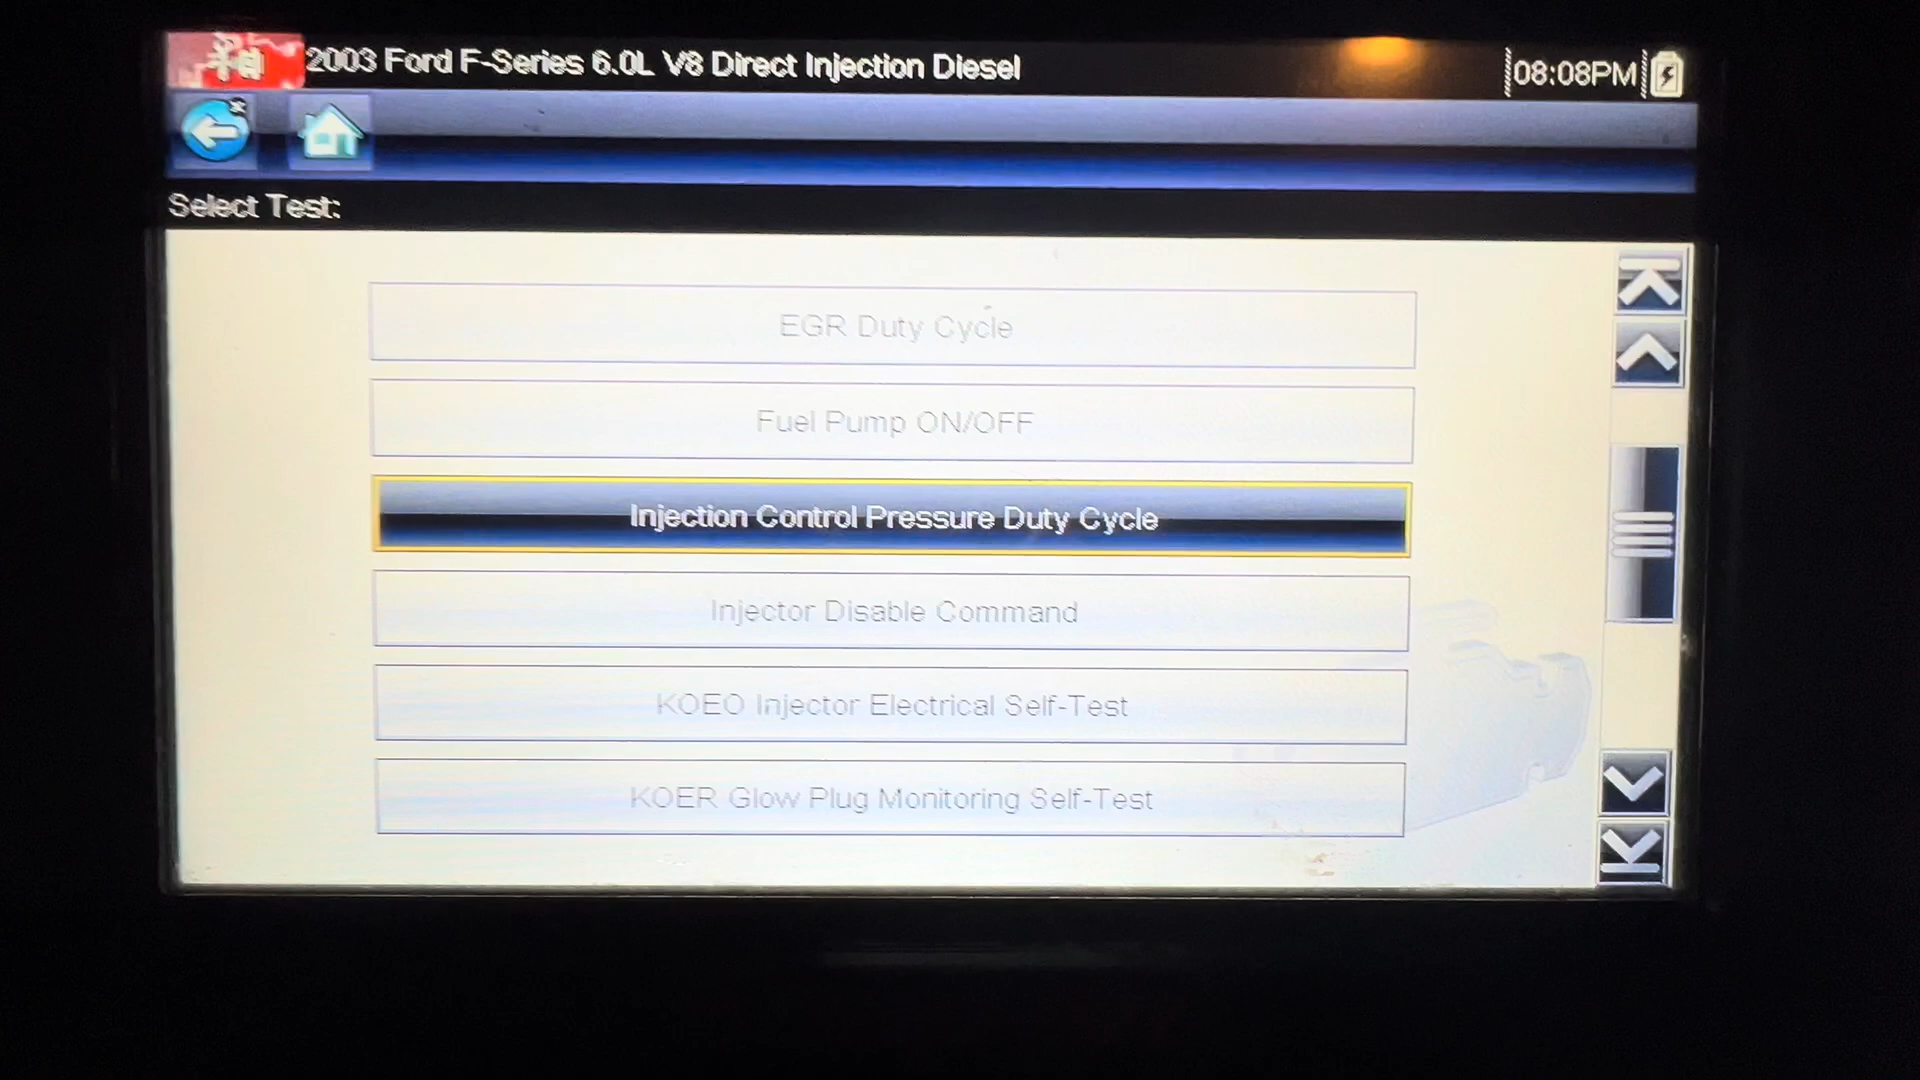 2003 Ford F-Series 6.0L V8 Direct Injection Diesel
08:08PM
Select Test:
EGR Duty Cycle
Fuel Pump ON/OFF
Injection Control Pressure Duty Cycle
Injector Disable Command
KOEO Injector Electrical Self-Test
KOER Glow Plug Monitoring Self-Test